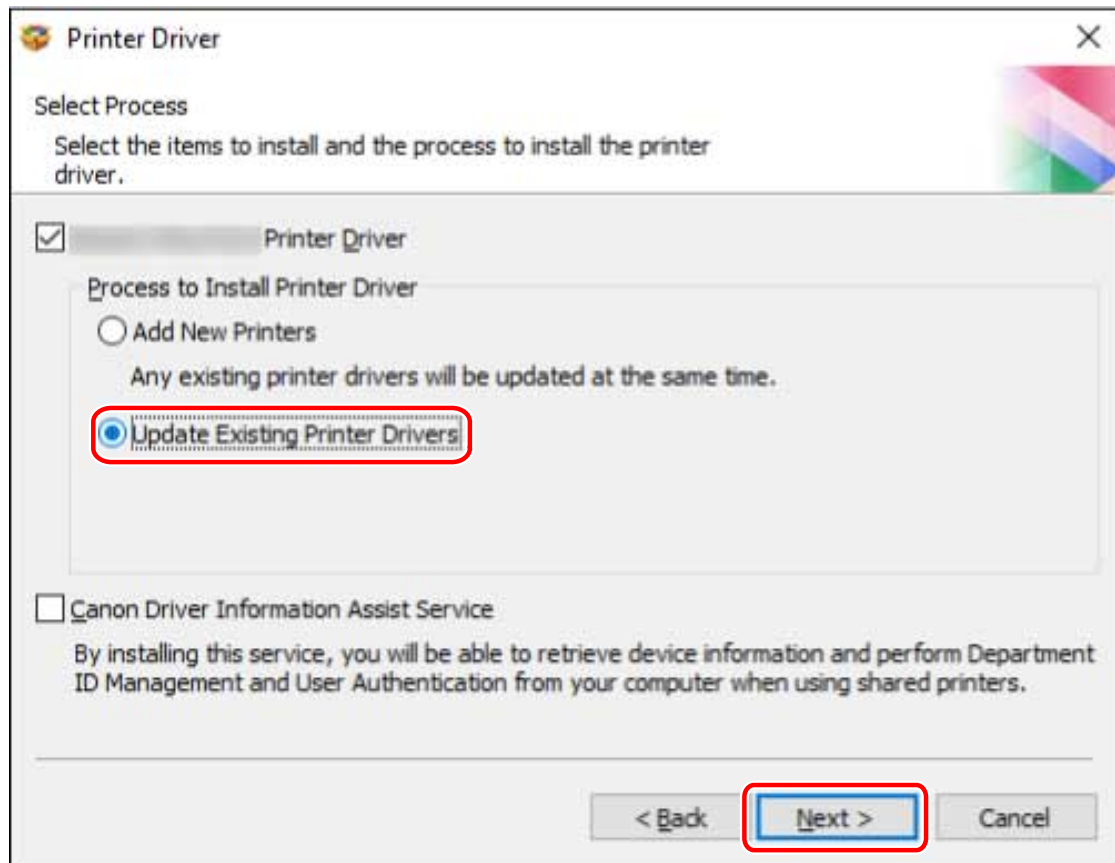 Printer Driver
Select Process
Select the items to install and the process to install the printer
driver.
Printer Driver
Process to Install Printer Driver
Add New Printers
Any existing printer drivers will be updated at the same time.
Update Existing Printer Drivers
Canon Driver Information Assist Service
By installing this service, you will be able to retrieve device information and perform Department
ID Management and User Authentication from your computer when using shared printers.
< Back Next > Cancel